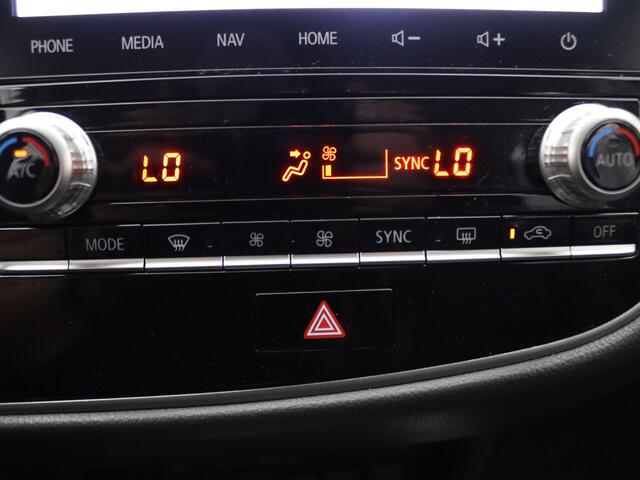 PHONE MEDIA NAV HOME
A/C LO SYNC LO AUTO
MODE SYNC OFF